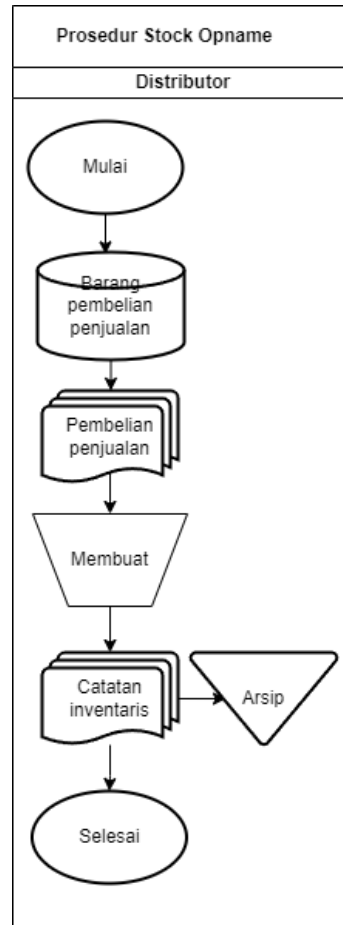 Prosedur Stock Opname
Distributor
Mulai
Barang
pembelian
penjualan
Pembelian
penjualan
Membuat
Catatan
inventaris
Arsip
Selesai